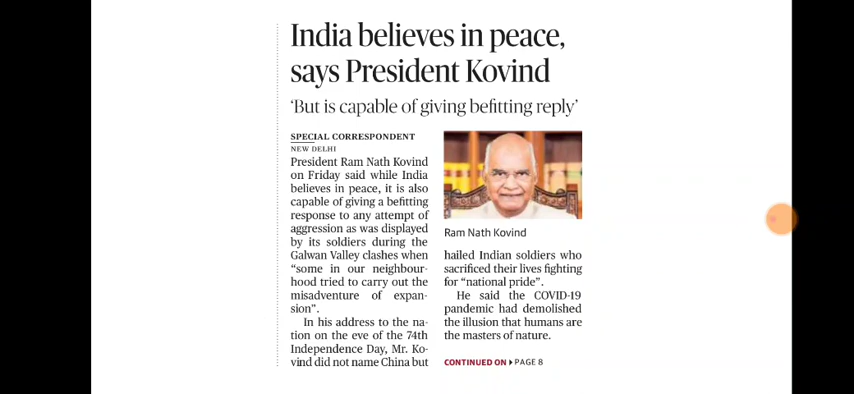 India believes in peace,
says President Kovind
‘But is capable of giving befitting reply’
SPECIAL CORRESPONDENT
NEW DELHI
President Ram Nath Kovind
on Friday said while India
believes in peace, it is also
capable of giving a befitting
response to any attempt of
aggression as was displayed
by its soldiers during the
Galwan Valley clashes when
“some in our neighbour-
hood tried to carry out the
misadventure of expan-
sion”.
In his address to the na-
tion on the eve of the 74th
Independence Day, Mr. Ko-
vind did not name China but
Ram Nath Kovind
hailed Indian soldiers who
sacrificed their lives fighting
for “national pride”.
He said the COVID-19
pandemic had demolished
the illusion that humans are
the masters of nature.
CONTINUED ON PAGE 8